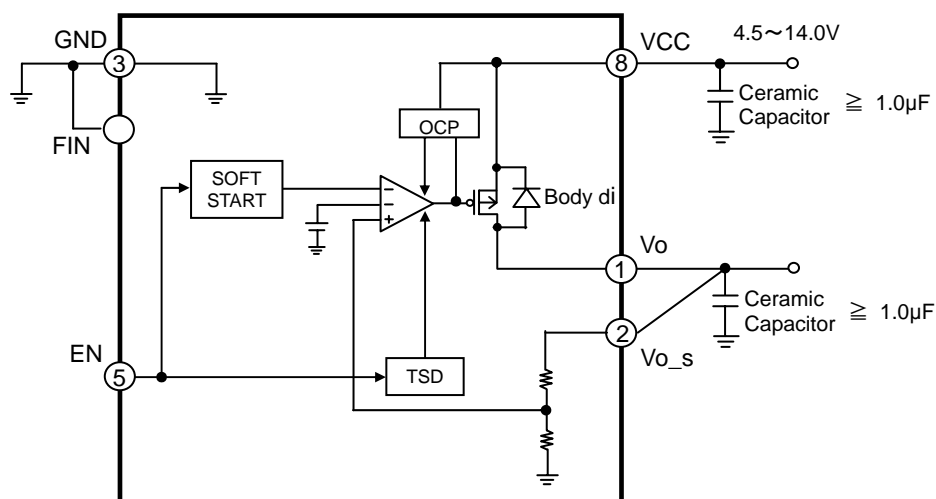 GND
3
FIN
VCC
8
4.5～14.0V
Ceramic
Capacitor
≧ 1.0µF
OCP
SOFT
START
−
−
+
Body di
Vo
1
Ceramic
Capacitor
≧ 1.0µF
2
Vo_s
EN
5
TSD